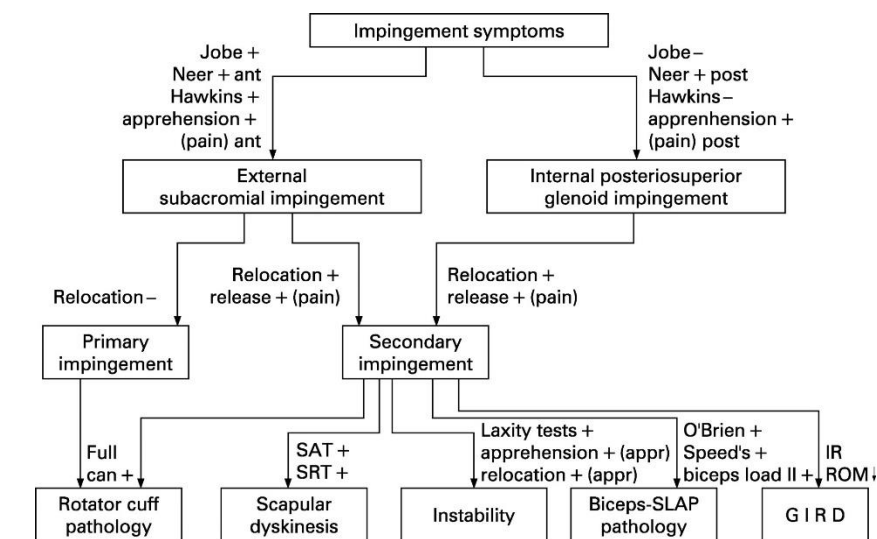 Impingement symptoms
Jobe +
Neer + ant
Hawkins +
apprehension +
(pain) ant
Jobe –
Neer + post
Hawkins –
apprenhension +
(pain) post
External
subacromial impingement
Internal posteriosuperior
glenoid impingement
Relocation –
Relocation +
release + (pain)
Relocation +
release + (pain)
Primary
impingement
Secondary
impingement
Full
can +
SAT +
SRT +
Laxity tests +
apprehension + (appr)
relocation + (appr)
O'Brien +
Speed's +
biceps load II +
IR
ROM↓
Rotator cuff
pathology
Scapular
dyskinesis
Instability
Biceps-SLAP
pathology
G I R D